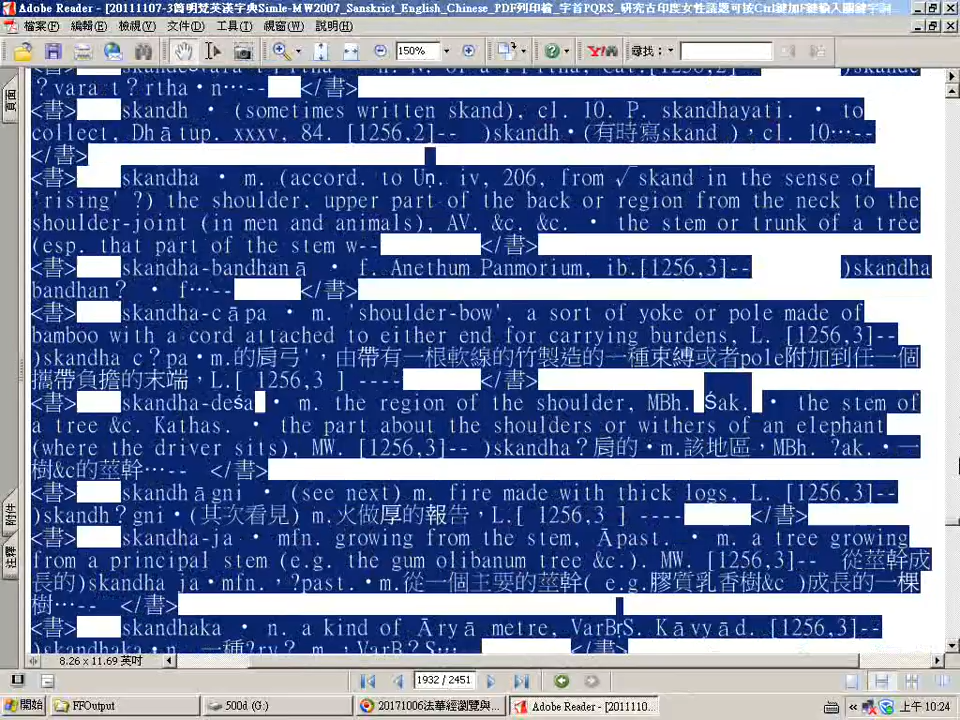 Adobe Reader - [20111107-3簡明梵英漢字典Simle-MW2007_Sanskrict_English_Chinese_PDF列印檔_字首PQRS_研究古印度女性議題可按Ctrl鍵加F鍵輸入關鍵字詞
檔案(F) 編輯(E) 檢視(V) 文件(D) 工具(T) 視窗(W) 說明(H)
150% 尋找：
頁面
？vara t？rtha‧n…-- </書>
<書> skandh ‧ (sometimes written skand), cl. 10. P. skandhayati. ‧ to
collect, Dhātup. xxxv, 84. [1256,2]-- )skandh‧(有時寫skand )，cl. 10…--
</書>
<書> skandha ‧ m. (accord. to Uṇ. iv, 206, from √skand in the sense of
'rising' ?) the shoulder, upper part of the back or region from the neck to the
shoulder-joint (in men and animals), AV. &c. &c. ‧ the stem or trunk of a tree
(esp. that part of the stem w-- </書>
<書> skandha-bandhanā ‧ f. Anethum Panmorium, ib.[1256,3]-- )skandha
bandhan？ ‧ f…-- </書>
<書> skandha-cāpa ‧ m. 'shoulder-bow', a sort of yoke or pole made of
bamboo with a cord attached to either end for carrying burdens, L. [1256,3]--
)skandha c？pa‧m.的肩弓'，由帶有一根軟線的竹製造的一種束縛或者pole附加到任一個
攜帶負擔的末端，L.[ 1256,3 ] ---- </書>
<書> skandha-deśa ‧ m. the region of the shoulder, MBh. Śak. ‧ the stem of
a tree &c. Kathas. ‧ the part about the shoulders or withers of an elephant
(where the driver sits), MW. [1256,3]-- )skandha？肩的‧m.該地區，MBh. ?ak.‧一
樹&c的莖幹…-- </書>
<書> skandhāgni ‧ (see next) m. fire made with thick logs, L. [1256,3]--
)skandh？gni‧(其次看見) m.火做厚的報告，L.[ 1256,3 ] ---- </書>
<書> skandha-ja ‧ mfn. growing from the stem, Āpast. ‧ m. a tree growing
from a principal stem (e.g. the gum olibanum tree &c.). MW. [1256,3]-- 從莖幹成
長的)skandha ja‧mfn. ，?past.‧m.從一個主要的莖幹( e.g.膠質乳香樹&c )成長的一棵
樹…-- </書>
<書> skandhaka ‧ n. a kind of Āryā metre, VarBṛS. Kāvyād. [1256,3]--
附件
注釋
8.26 x 11.69 英吋
1932 / 2451
開始 FFOutput 500d (G:) 20171006法華經瀏覽與... Adobe Reader - [2011110... 上午 10:24